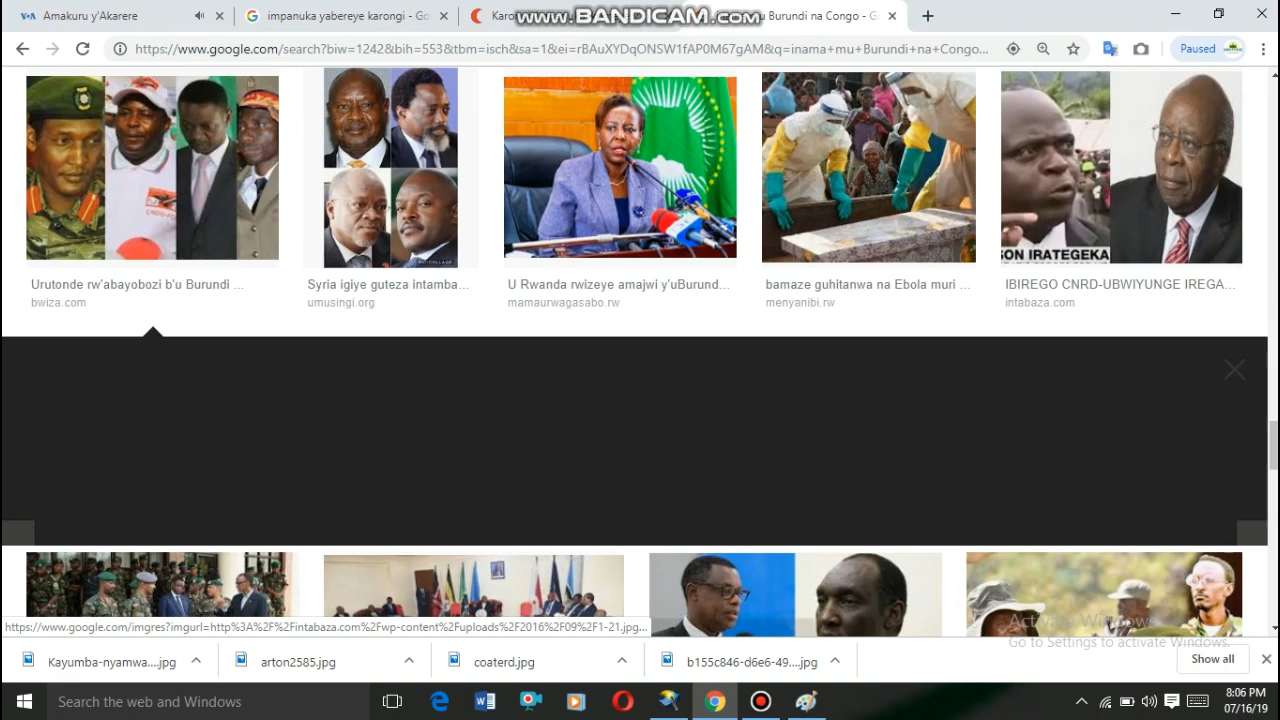 Amakuru y'Akarere
impanuka yabereye karongi - Go
Karo
www.BANDICAM.com
u Burundi na Congo - G
https://www.google.com/search?biw=1242&bih=553&tbm=isch&sa=1&ei=rBAuXYDqONSW1fAP0M67gAM&q=inama+mu+Burundi+na+Congo...
Paused
CNDD-FD
SON IRATEGEKA
Urutonde rw'abayobozi b'u Burundi ...
bwiza.com
Syria igiye guteza intamba...
umusingi.org
U Rwanda rwizeye amajwi y'uBurund...
mamaurwagasabo.rw
bamaze guhitanwa na Ebola muri ...
menyanibi.rw
IBIREGO CNRD-UBWIYUNGE IREGA...
intabaza.com
https://www.google.com/imgres?imgurl=http%3A%2F%2Fintabaza.com%2Fwp-content%2Fuploads%2F2016%2F09%2F1-21.jpg...
Activate Windows
Go to Settings to activate Windows.
Kayumba-nyamwa....jpg
arton2585.jpg
coaterd.jpg
b155c846-d6e6-49....jpg
Show all
Search the web and Windows
8:06 PM
07/16/19